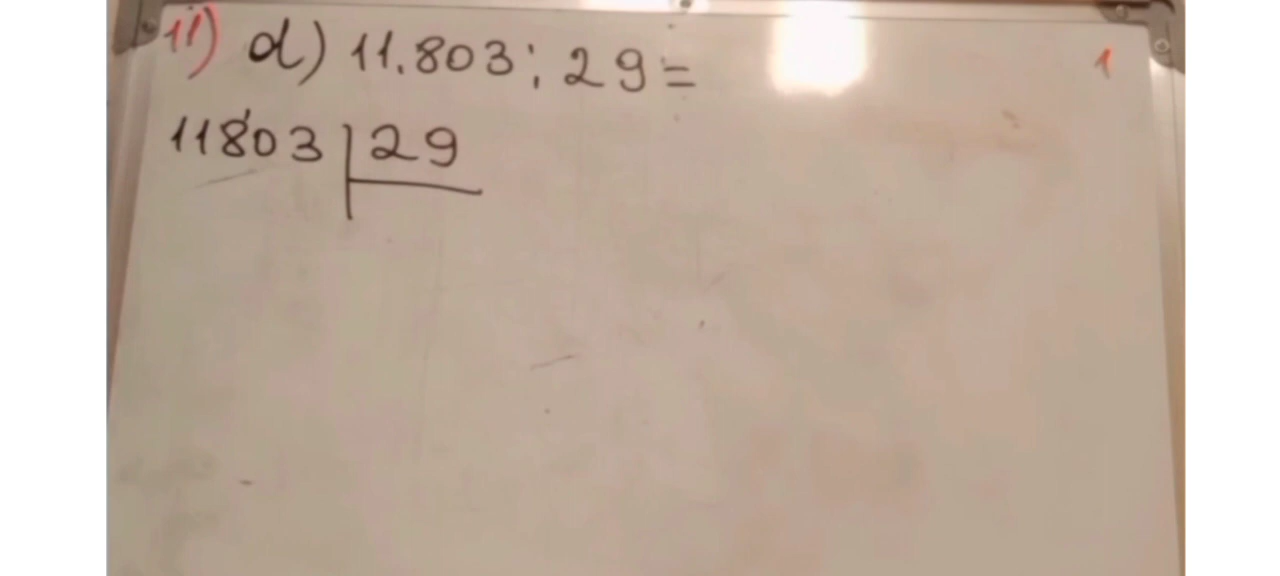 11) d) 11.803 : 29 =
1
11803 | 29